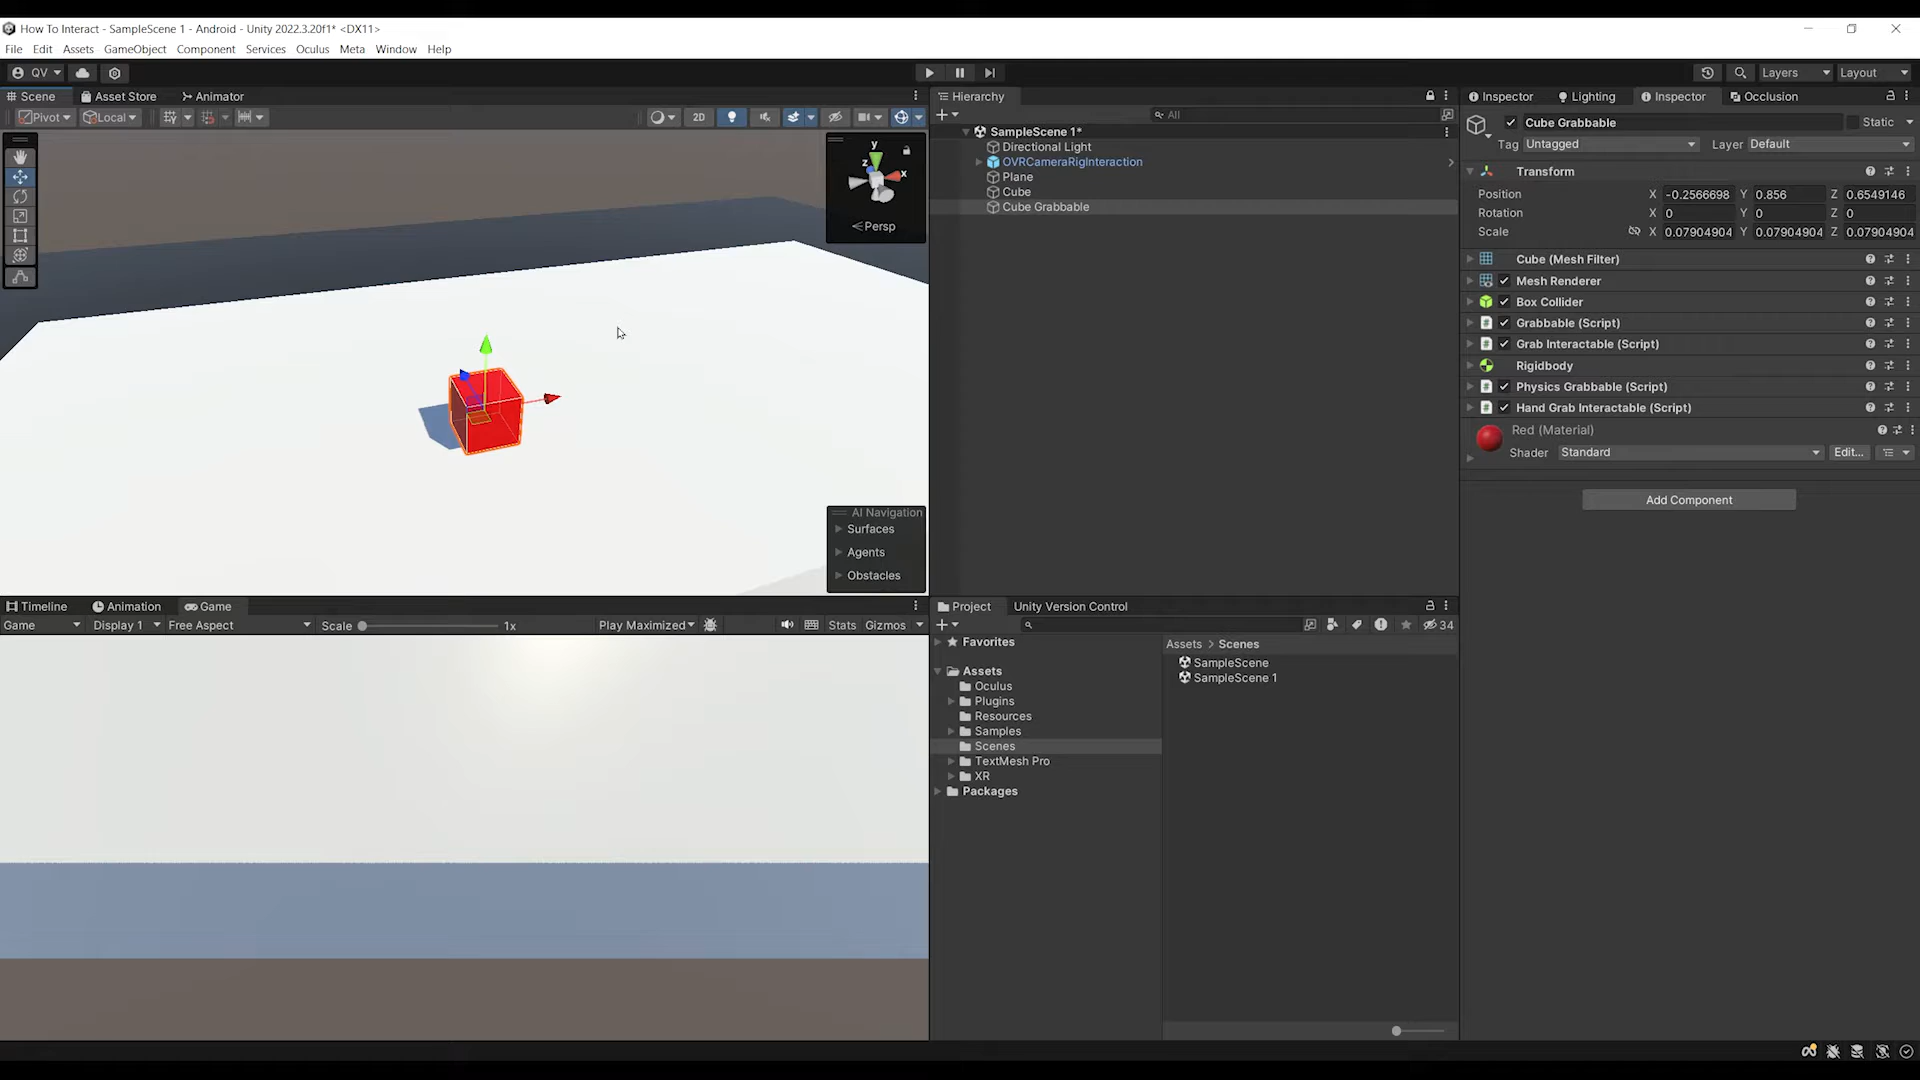 How To Interact - SampleScene 1 - Android - Unity 2022.3.20f1* <DX11>
File Edit Assets GameObject Component Services Oculus Meta Window Help
QV Layers Layout
Scene Asset Store Animator
Pivot Local 2D
y
z
x
Persp
AI Navigation
Surfaces
Agents
Obstacles
Hierarchy
All
SampleScene 1*
Directional Light
OVRCameraRigInteraction
Plane
Cube
Cube Grabbable
Inspector Lighting Inspector Occlusion
Cube Grabbable Static
Tag Untagged Layer Default
Transform
Position X -0.2566698 Y 0.856 Z 0.6549146
Rotation X 0 Y 0 Z 0
Scale X 0.07904904 Y 0.07904904 Z 0.07904904
Cube (Mesh Filter)
Mesh Renderer
Box Collider
Grabbable (Script)
Grab Interactable (Script)
Rigidbody
Physics Grabbable (Script)
Hand Grab Interactable (Script)
Red (Material)
Shader Standard Edit...
Add Component
Timeline Animation Game
Game Display 1 Free Aspect Scale 1x Play Maximized Stats Gizmos
Project Unity Version Control
34
Favorites
Assets
Oculus
Plugins
Resources
Samples
Scenes
TextMesh Pro
XR
Packages
Assets > Scenes
SampleScene
SampleScene 1